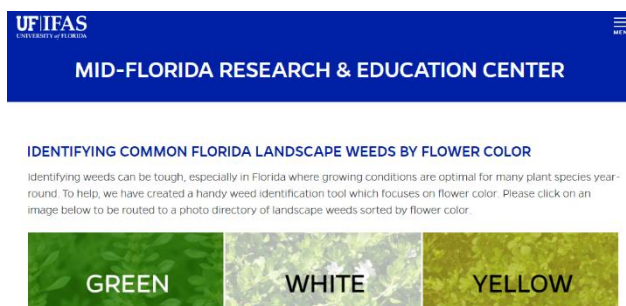 UF|IFAS
UNIVERSITY of FLORIDA
MENU
MID-FLORIDA RESEARCH & EDUCATION CENTER
IDENTIFYING COMMON FLORIDA LANDSCAPE WEEDS BY FLOWER COLOR
Identifying weeds can be tough, especially in Florida where growing conditions are optimal for many plant species year-
round. To help, we have created a handy weed identification tool which focuses on flower color. Please click on an
image below to be routed to a photo directory of landscape weeds sorted by flower color.
GREEN WHITE YELLOW